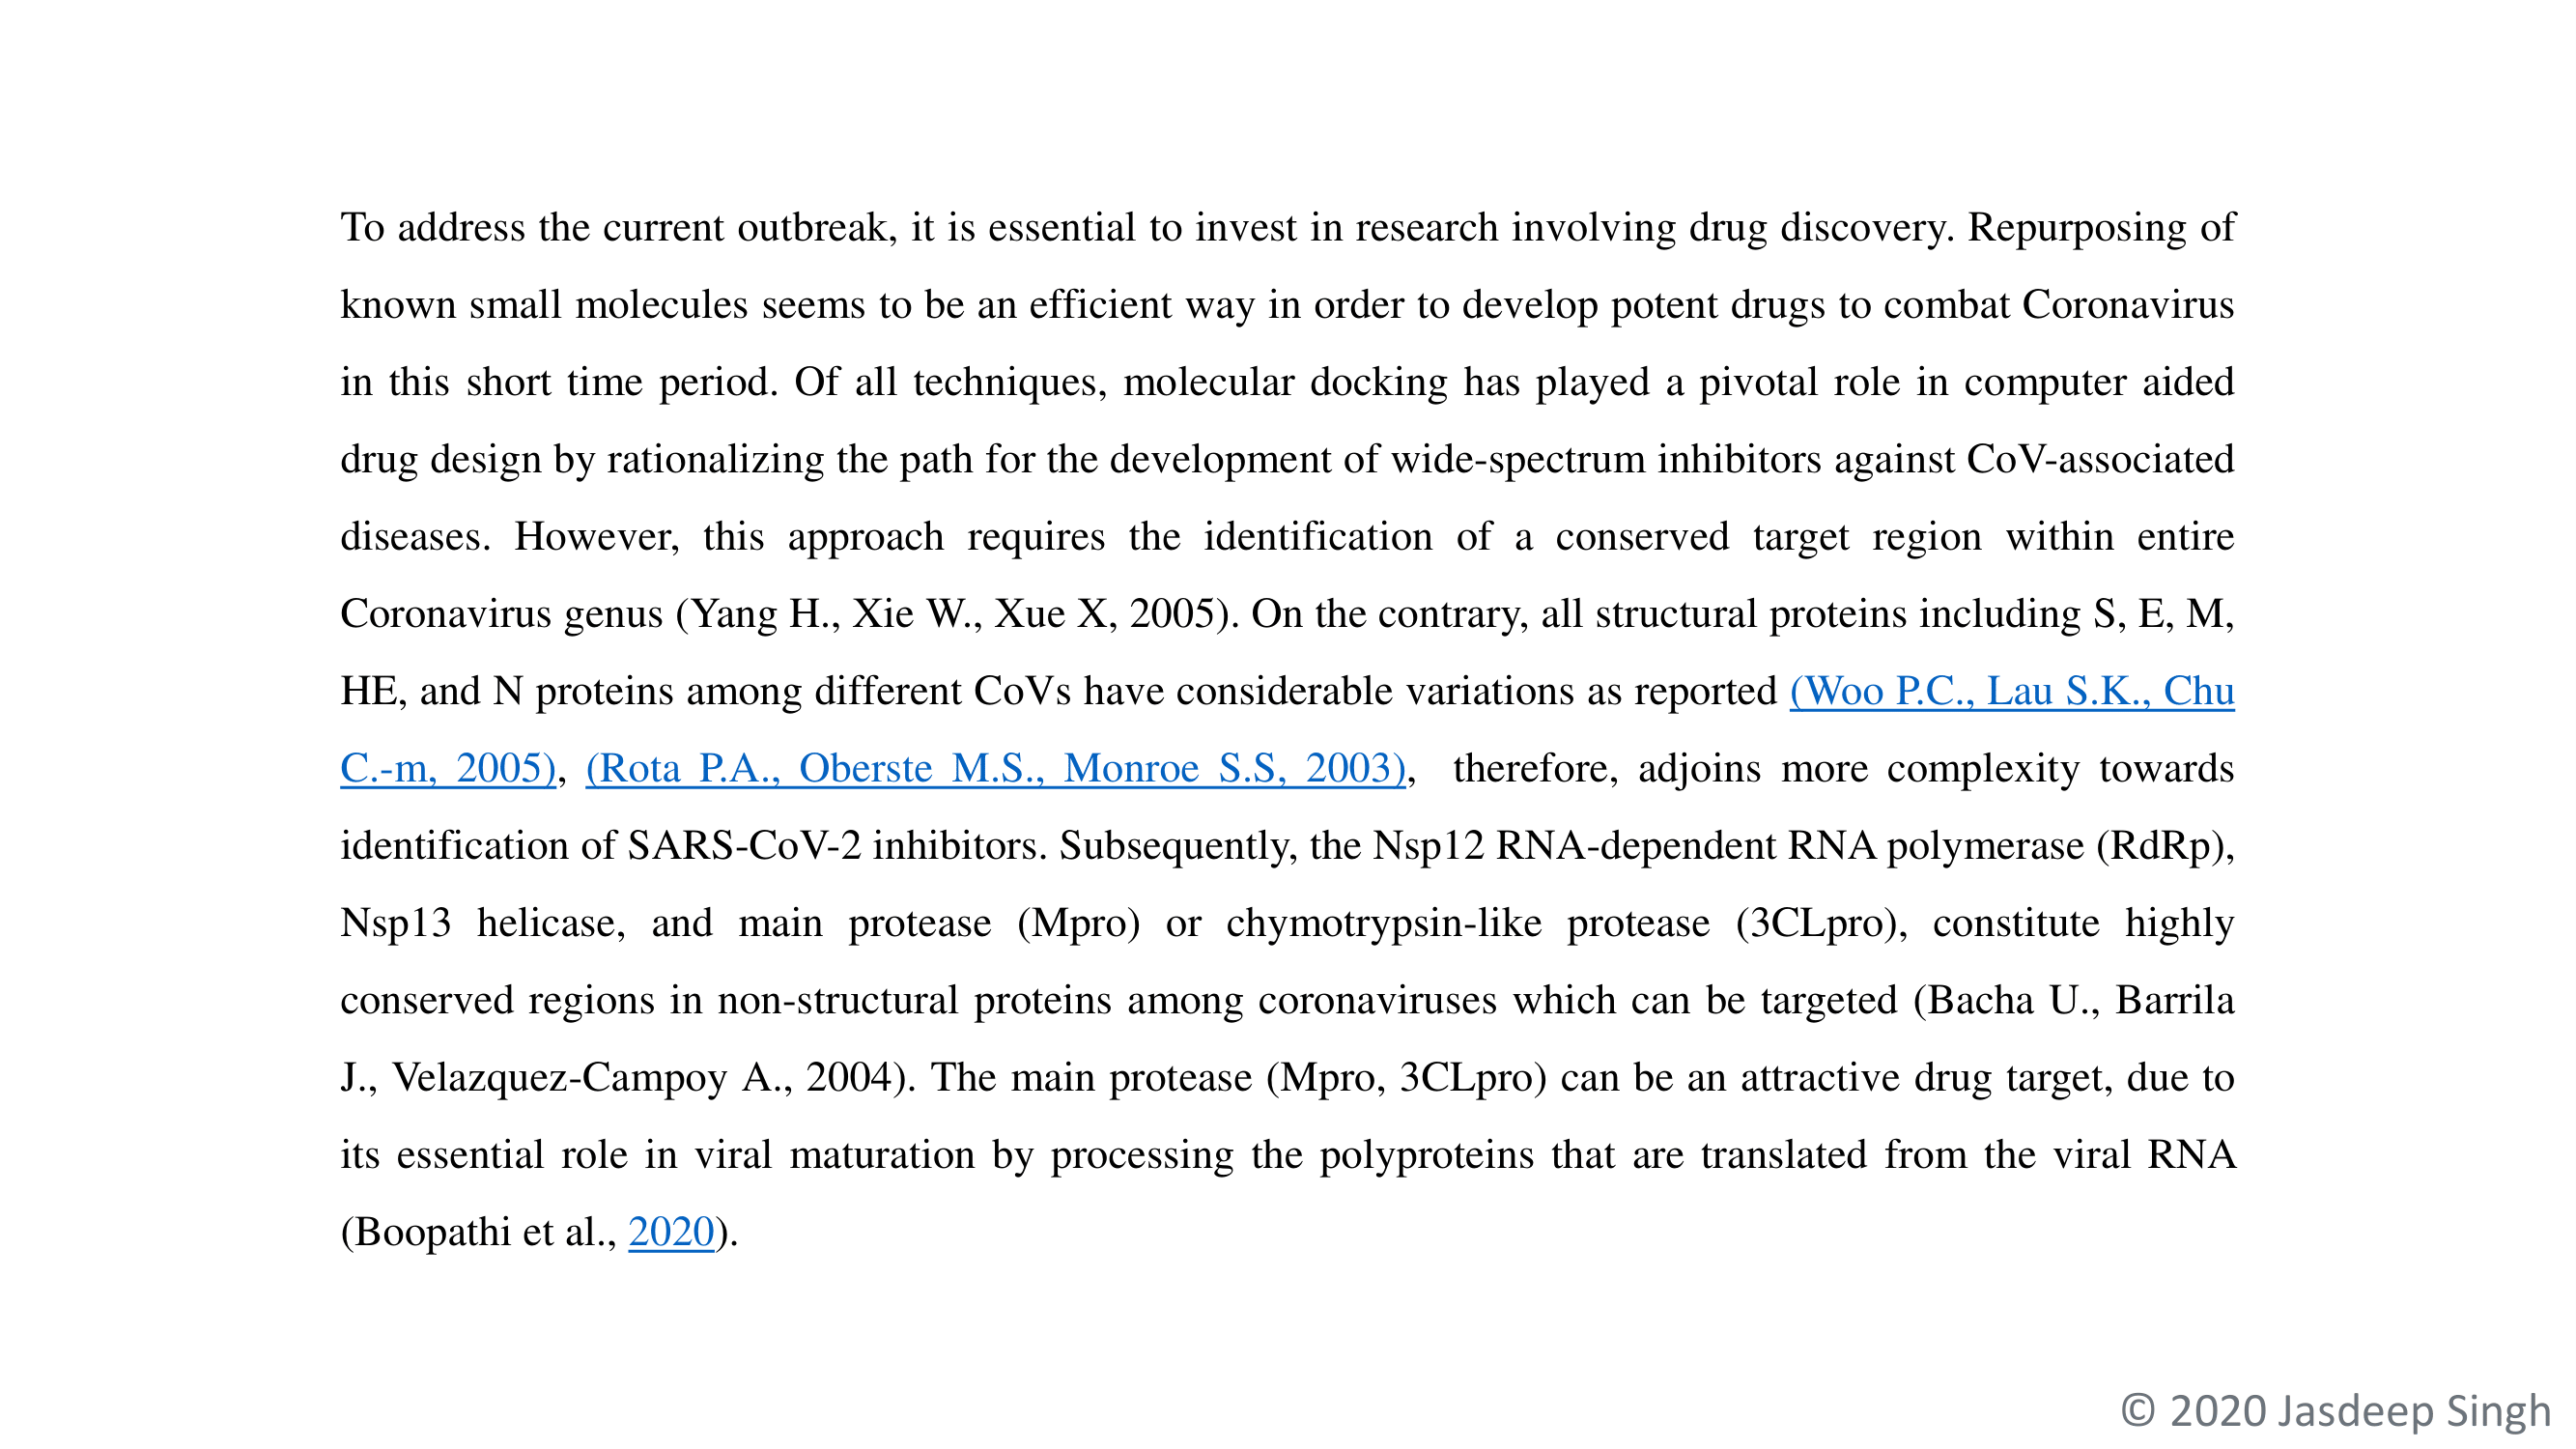 To address the current outbreak, it is essential to invest in research involving drug discovery. Repurposing of
known small molecules seems to be an efficient way in order to develop potent drugs to combat Coronavirus
in this short time period. Of all techniques, molecular docking has played a pivotal role in computer aided
drug design by rationalizing the path for the development of wide-spectrum inhibitors against CoV-associated
diseases. However, this approach requires the identification of a conserved target region within entire
Coronavirus genus (Yang H., Xie W., Xue X, 2005). On the contrary, all structural proteins including S, E, M,
HE, and N proteins among different CoVs have considerable variations as reported (Woo P.C., Lau S.K., Chu
C.-m, 2005), (Rota P.A., Oberste M.S., Monroe S.S, 2003), therefore, adjoins more complexity towards
identification of SARS-CoV-2 inhibitors. Subsequently, the Nsp12 RNA-dependent RNA polymerase (RdRp),
Nsp13 helicase, and main protease (Mpro) or chymotrypsin-like protease (3CLpro), constitute highly
conserved regions in non-structural proteins among coronaviruses which can be targeted (Bacha U., Barrila
J., Velazquez-Campoy A., 2004). The main protease (Mpro, 3CLpro) can be an attractive drug target, due to
its essential role in viral maturation by processing the polyproteins that are translated from the viral RNA
(Boopathi et al., 2020).
© 2020 Jasdeep Singh